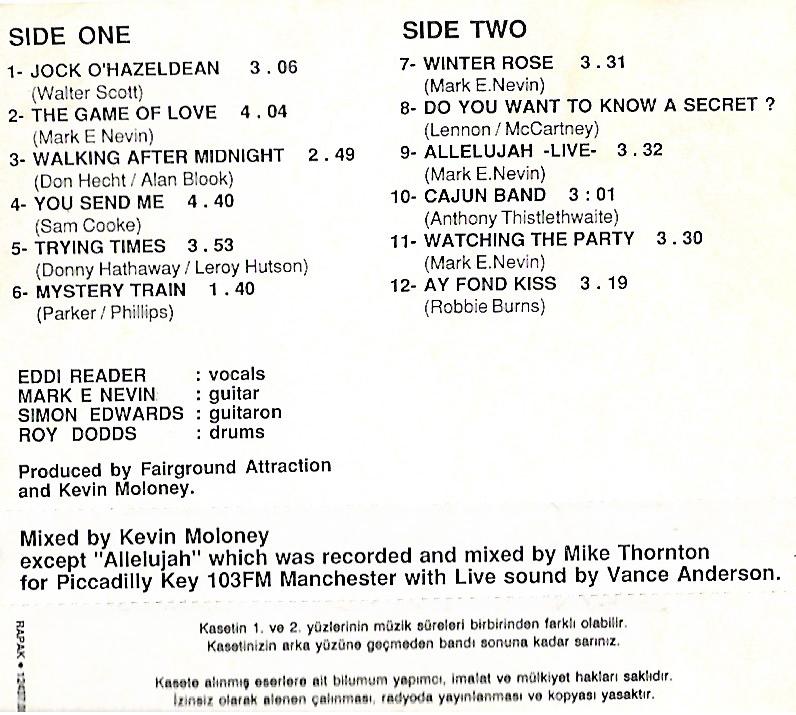 SIDE ONE
1- JOCK O'HAZELDEAN 3 . 06
(Walter Scott)
2- THE GAME OF LOVE 4 . 04
(Mark E Nevin)
3- WALKING AFTER MIDNIGHT 2 . 49
(Don Hecht / Alan Blook)
4- YOU SEND ME 4 . 40
(Sam Cooke)
5- TRYING TIMES 3 . 53
(Donny Hathaway / Leroy Hutson)
6- MYSTERY TRAIN 1 . 40
(Parker / Phillips)
SIDE TWO
7- WINTER ROSE 3 . 31
(Mark E.Nevin)
8- DO YOU WANT TO KNOW A SECRET ?
(Lennon / McCartney)
9- ALLELUJAH -LIVE- 3 . 32
(Mark E.Nevin)
10- CAJUN BAND 3 : 01
(Anthony Thistlethwaite)
11- WATCHING THE PARTY 3 . 30
(Mark E.Nevin)
12- AY FOND KISS 3 . 19
(Robbie Burns)
EDDI READER : vocals
MARK E NEVIN : guitar
SIMON EDWARDS : guitaron
ROY DODDS : drums
Produced by Fairground Attraction
and Kevin Moloney.
Mixed by Kevin Moloney
except "Allelujah" which was recorded and mixed by Mike Thornton
for Piccadilly Key 103FM Manchester with Live sound by Vance Anderson.
Kasetin 1. ve 2. yüzlerinin müzik süreleri birbirinden farklı olabilir.
Kasetinizin arka yüzüne geçmeden bandı sonuna kadar sarınız.
Kasete alınmış eserlere ait bilumum yapımcı, imalat ve mülkiyet hakları saklıdır.
İzinsiz olarak alenen çalınması, radyoda yayınlanması ve kopyası yasaktır.
RAPAK •